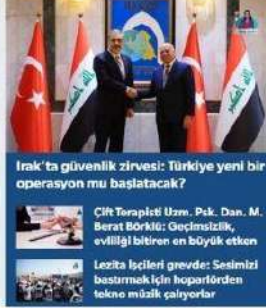 Irak'ta güvenlik zirvesi: Türkiye yeni bir
operasyon mu başlatacak?
Çift Terapisti Uzm. Psk. Dan. M.
Berat Börklü: Geçimsizlik,
evliliği bitiren en büyük etken
Lezita işçileri grevde: Sesimizi
bastırmak için hoparlörden
tekno müzik çalıyorlar